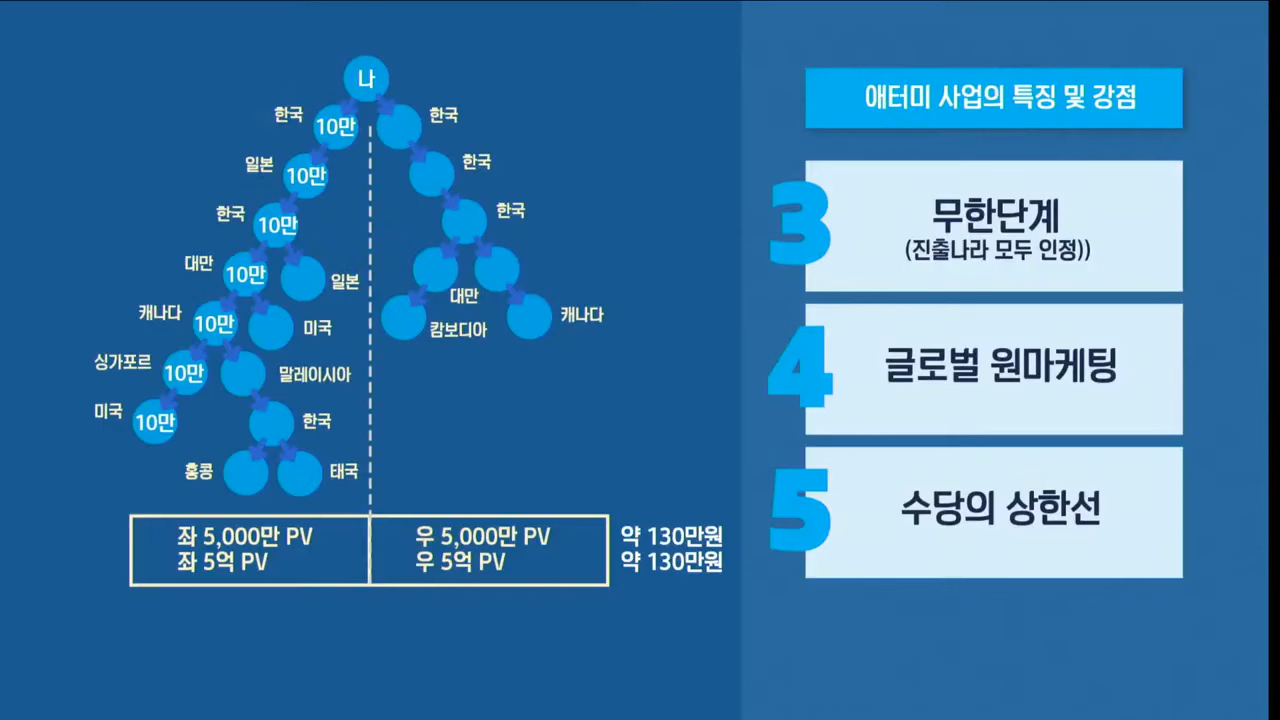 나
한국
10만
한국
일본
10만
한국
한국
10만
한국
대만
10만
일본
대만
캐나다
10만
미국
캄보디아
캐나다
싱가포르
10만
말레이시아
미국
10만
한국
홍콩
태국
좌 5,000만 PV
우 5,000만 PV
약 130만원
좌 5억 PV
우 5억 PV
약 130만원
애터미 사업의 특징 및 강점
3
무한단계
(진출나라 모두 인정))
4
글로벌 원마케팅
5
수당의 상한선